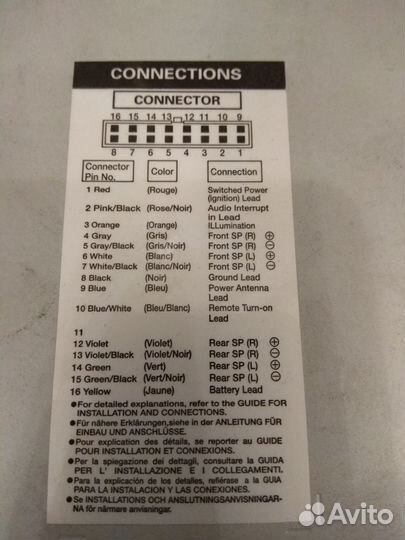 CONNECTIONS
CONNECTOR
16 15 14 13 12 11 10 9
8 7 6 5 4 3 2 1
Connector Pin No. Color Connection
1 Red (Rouge) Switched Power
(Ignition) Lead
2 Pink/Black (Rose/Noir) Audio Interrupt
in Lead
3 Orange (Orange) ILLumination
4 Gray (Gris) Front SP (R) ⊕
5 Gray/Black (Gris/Noir) Front SP (R) ⊖
6 White (Blanc) Front SP (L) ⊕
7 White/Black (Blanc/Noir) Front SP (L) ⊖
8 Black (Noir) Ground Lead
9 Blue (Bleu) Power Antenna
Lead
10 Blue/White (Bleu/Blanc) Remote Turn-on
Lead
11
12 Violet (Violet) Rear SP (R) ⊕
13 Violet/Black (Violet/Noir) Rear SP (R) ⊖
14 Green (Vert) Rear SP (L) ⊕
15 Green/Black (Vert/Noir) Rear SP (L) ⊖
16 Yellow (Jaune) Battery Lead
●For detailed explanations, refer to the GUIDE FOR
INSTALLATION AND CONNECTIONS.
●Für nähere Erklärungen,siehe in der ANLEITUNG FÜR
EINBAU UND ANSCHLÜSSE.
●Pour explication des détails, se reporter au GUIDE
POUR INSTALLATION ET CONNEXIONS.
●Per la spiegazione dei dettagli, consultare la GUIDA
PER L' INSTALLAZIONE E I COLLEGAMENTI.
●Para la explicación de los detalles, refiérase a la GUIA
PARA LA INSTALACION Y LAS CONEXIONES.
●Se INSTALLATIONS OCH ANSLUTNINGSANVISNINGAR-
NA för närmare anvisningar.
Avito